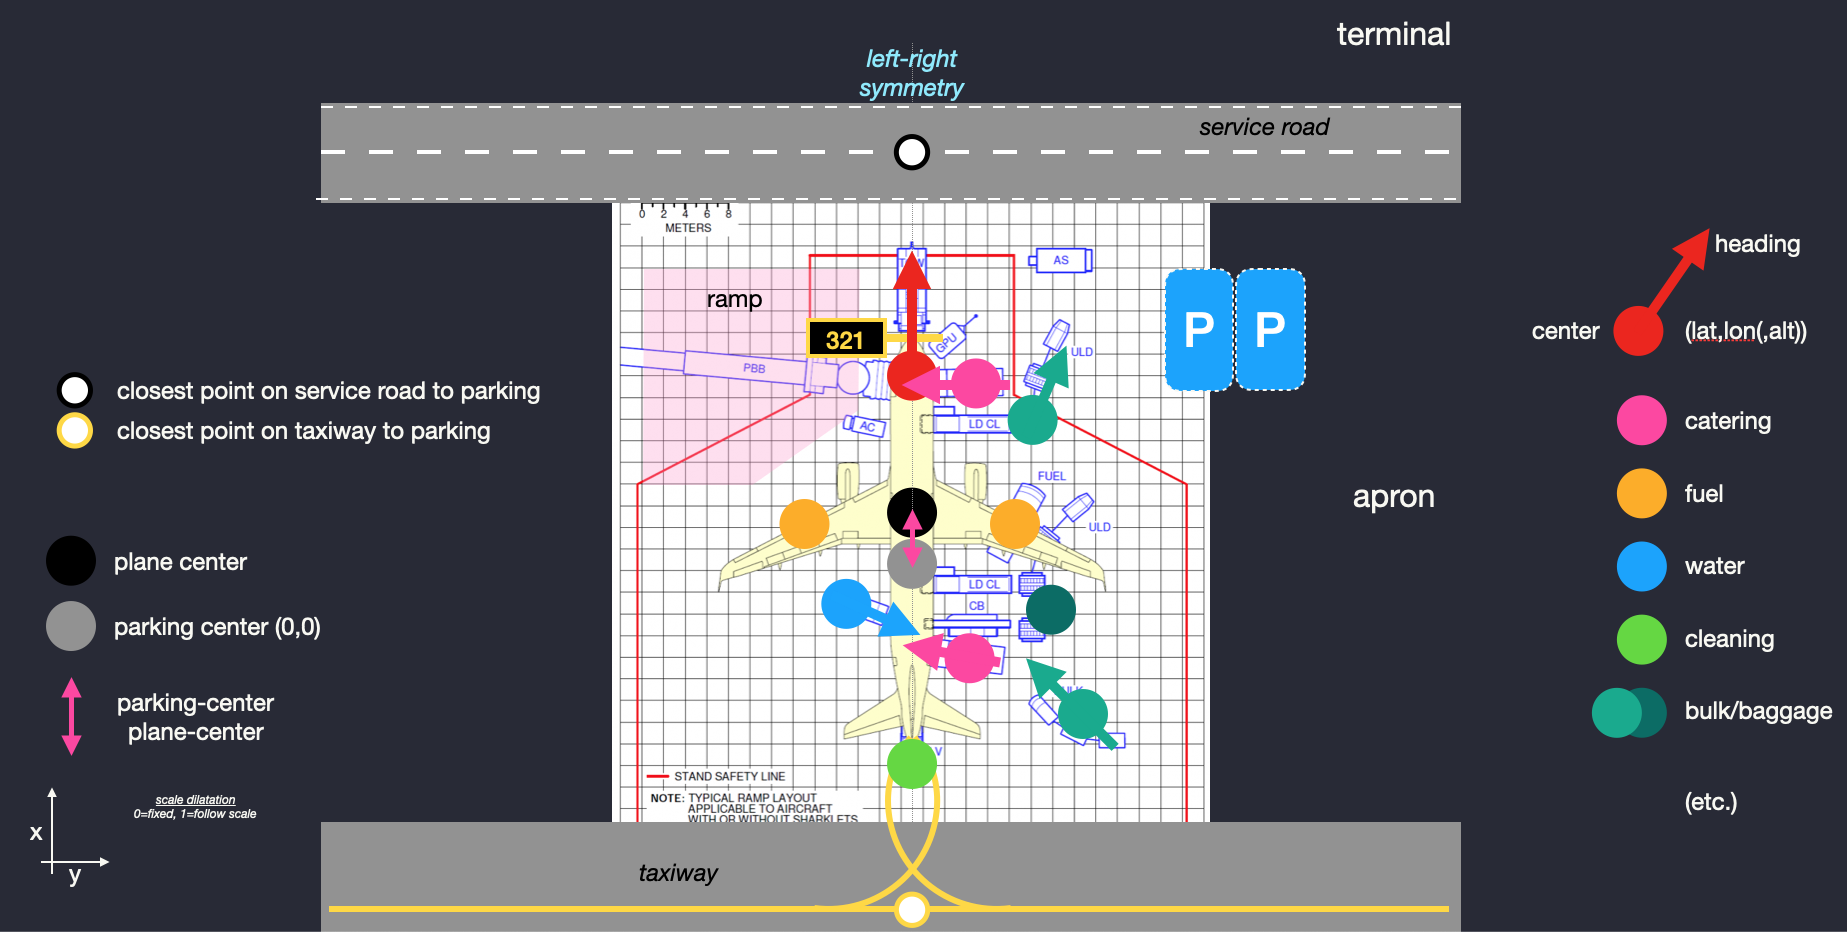 terminal
left-right
symmetry
service road
0 2 4 6 8
METERS
AS
heading
ramp
P P
321
GPU
center
(lat,lon(,alt))
ULD
PBB
closest point on service road to parking
closest point on taxiway to parking
AC
LD CL
catering
FUEL
fuel
apron
ULD
plane center
water
LD CL
CB
parking center (0,0)
cleaning
parking-center
plane-center
bulk/baggage
V
STAND SAFETY LINE
scale dilatation
0=fixed, 1=follow scale
NOTE: TYPICAL RAMP LAYOUT
APPLICABLE TO AIRCRAFT
WITH OR WITHOUT SHARKLETS
(etc.)
x
y
taxiway